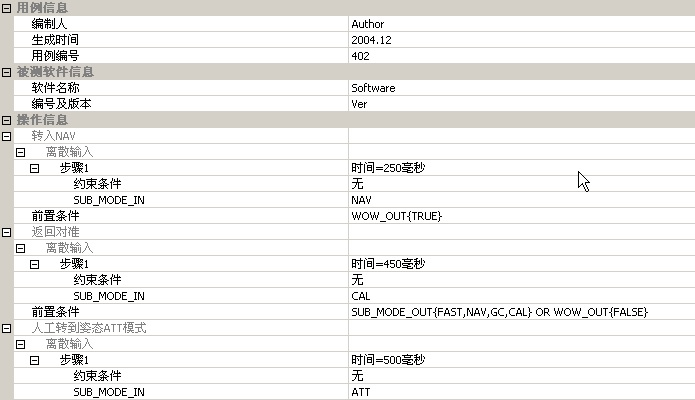 用例信息
编制人 Author
生成时间 2004.12
用例编号 402
被测软件信息
软件名称 Software
编号及版本 Ver
操作信息
转入NAV
离散输入
步骤1 时间=250毫秒
约束条件 无
SUB_MODE_IN NAV
前置条件 WOW_OUT{TRUE}
返回对准
离散输入
步骤1 时间=450毫秒
约束条件 无
SUB_MODE_IN CAL
前置条件 SUB_MODE_OUT{FAST,NAV,GC,CAL} OR WOW_OUT{FALSE}
人工转到姿态ATT模式
离散输入
步骤1 时间=500毫秒
约束条件 无
SUB_MODE_IN ATT